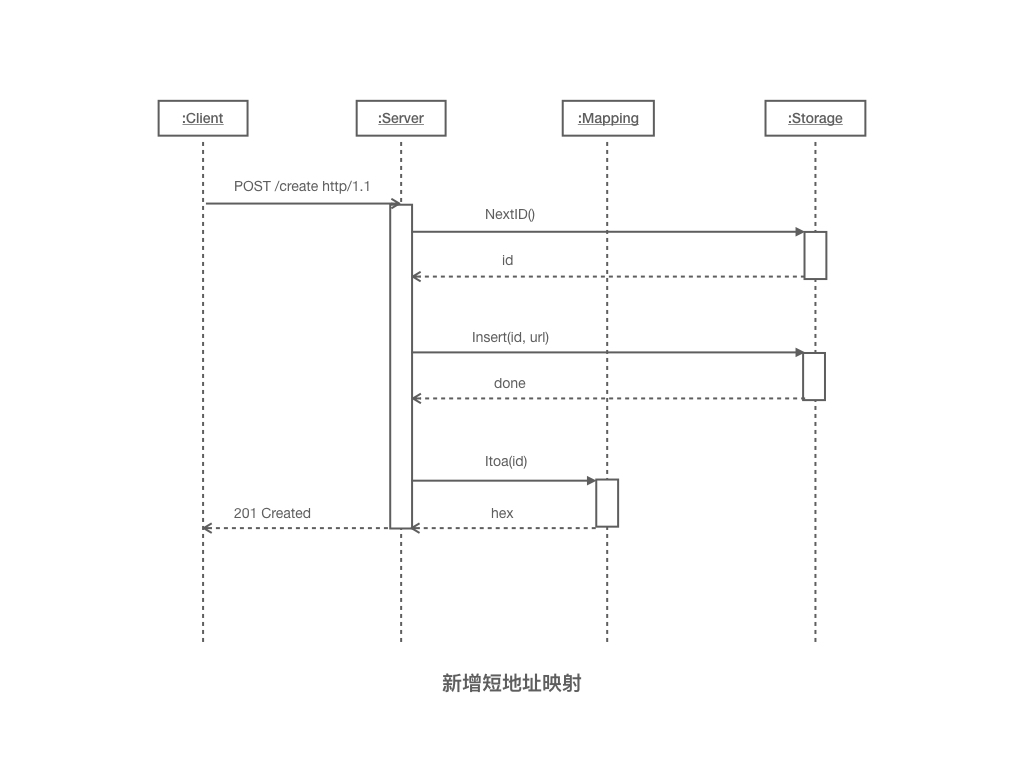 :Client
:Server
:Mapping
:Storage
POST /create http/1.1
NextID()
id
Insert(id, url)
done
Itoa(id)
201 Created
hex
新增短地址映射